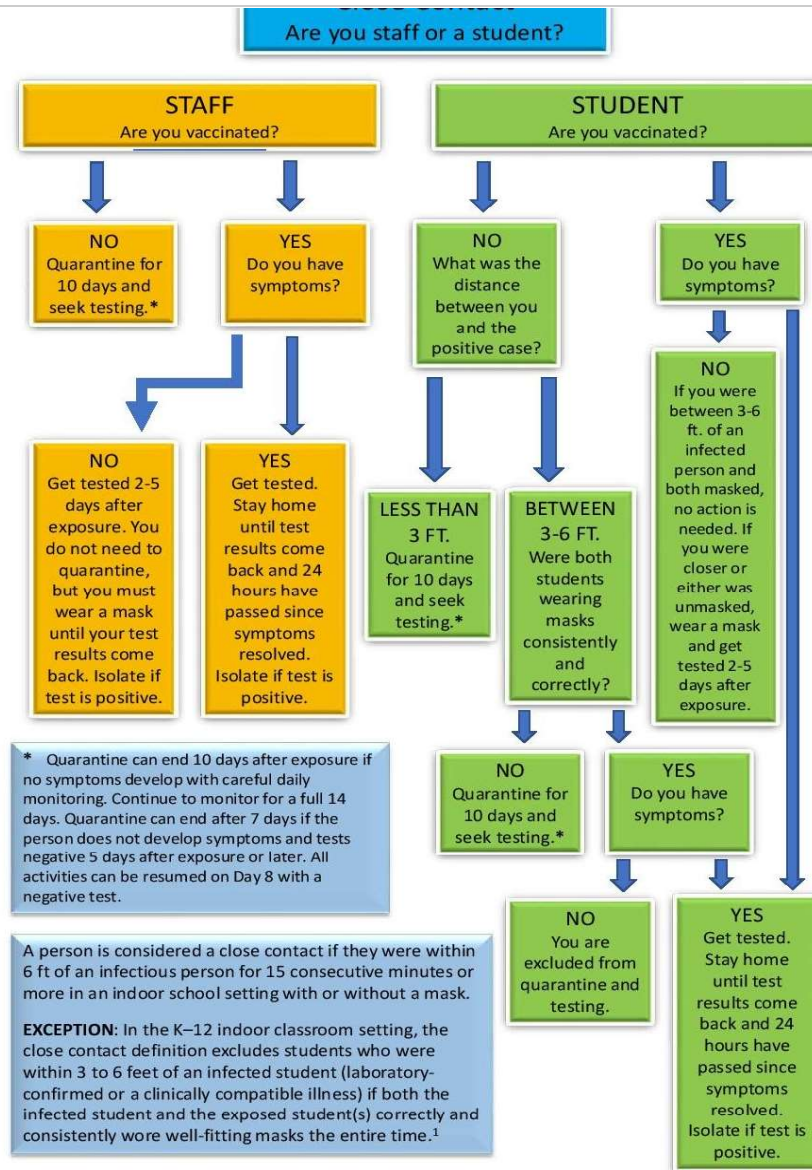 Are you staff or a student?
STAFF
Are you vaccinated?
STUDENT
Are you vaccinated?
NO
Quarantine for
10 days and
seek testing.*
YES
Do you have
symptoms?
NO
What was the
distance
between you
and the
positive case?
YES
Do you have
symptoms?
NO
Get tested 2-5
days after
exposure. You
do not need to
quarantine,
but you must
wear a mask
until your test
results come
back. Isolate if
test is positive.
YES
Get tested.
Stay home
until test
results come
back and 24
hours have
passed since
symptoms
resolved.
Isolate if test is
positive.
LESS THAN
3 FT.
Quarantine
for 10 days
and seek
testing.*
BETWEEN
3-6 FT.
Were both
students
wearing
masks
consistently
and
correctly?
NO
If you were
between 3-6
ft. of an
infected
person and
both masked,
no action is
needed. If
you were
closer or
either was
unmasked,
wear a mask
and get
tested 2-5
days after
exposure.
NO
Quarantine for
10 days and
seek testing.*
YES
Do you have
symptoms?
NO
You are
excluded from
quarantine and
testing.
YES
Get tested.
Stay home
until test
results come
back and 24
hours have
passed since
symptoms
resolved.
Isolate if test is
positive.
* Quarantine can end 10 days after exposure if
no symptoms develop with careful daily
monitoring. Continue to monitor for a full 14
days. Quarantine can end after 7 days if the
person does not develop symptoms and tests
negative 5 days after exposure or later. All
activities can be resumed on Day 8 with a
negative test.
A person is considered a close contact if they were within
6 ft of an infectious person for 15 consecutive minutes or
more in an indoor school setting with or without a mask.
EXCEPTION: In the K–12 indoor classroom setting, the
close contact definition excludes students who were
within 3 to 6 feet of an infected student (laboratory-
confirmed or a clinically compatible illness) if both the
infected student and the exposed student(s) correctly and
consistently wore well-fitting masks the entire time.¹